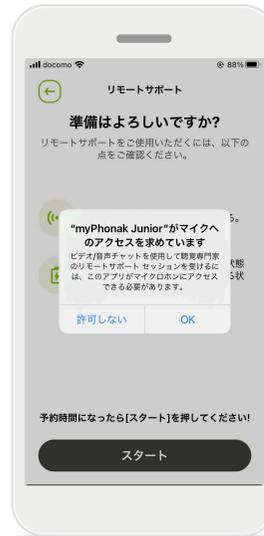 docomo
88%
リモートサポート
準備はよろしいですか?
リモートサポートをご使用いただくには、以下の
点をご確認ください。
る。
状態
る状
“myPhonak Junior”がマイクへ
のアクセスを求めています
ビデオ/音声チャットを使用して聴覚専門家
のリモートサポート セッションを受けるに
は、このアプリがマイクロホンにアクセス
できる必要があります。
許可しない
OK
予約時間になったら[スタート]を押してください!
スタート